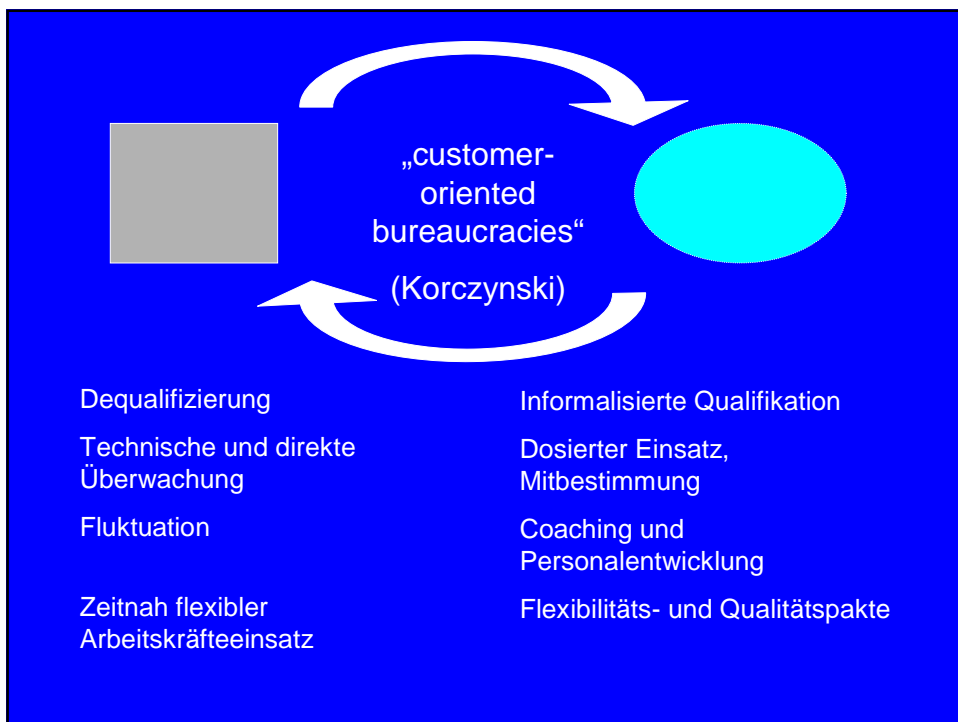 „customer-
oriented
bureaucracies“
(Korczynski)
Dequalifizierung
Technische und direkte
Überwachung
Fluktuation
Zeitnah flexibler
Arbeitskräfteeinsatz
Informalisierte Qualifikation
Dosierter Einsatz,
Mitbestimmung
Coaching und
Personalentwicklung
Flexibilitäts- und Qualitätspakte